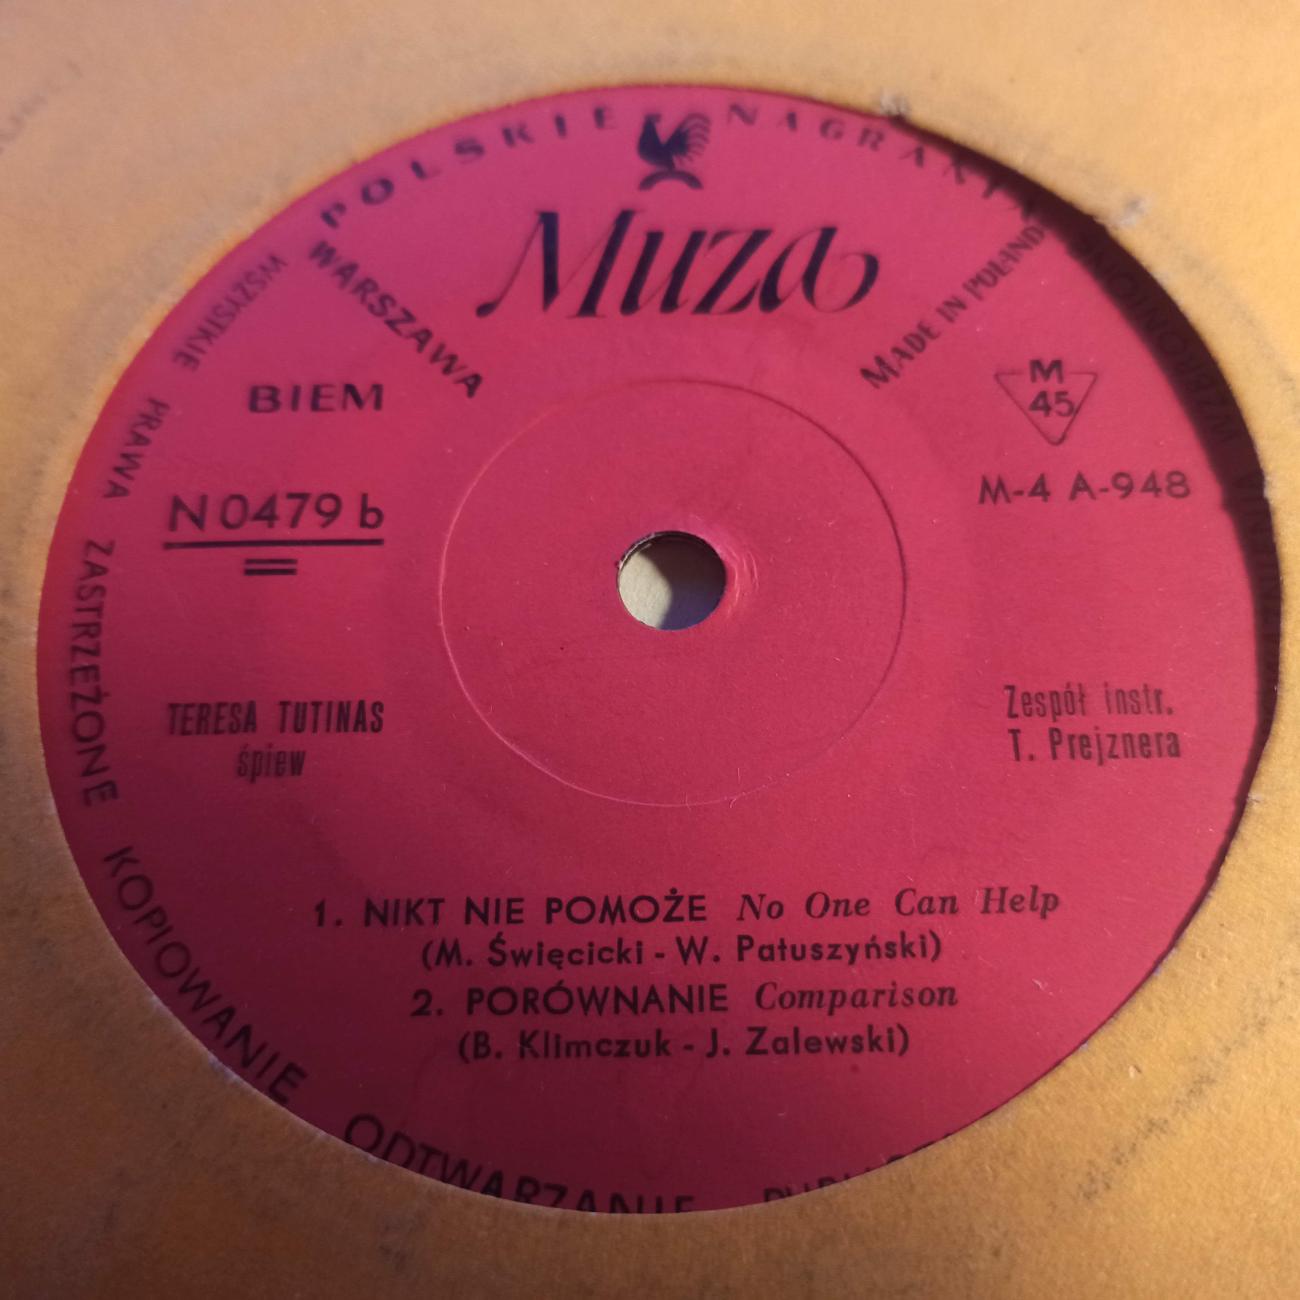 POLSKIE NAGRANIA
WARSZAWA
Muza
MADE IN POLAND
BIEM
M
45
N 0479 b
M-4 A-948
TERESA TUTINAS
śpiew
Zespół instr.
T. Prejznera
1. NIKT NIE POMOŻE No One Can Help
(M. Święcicki - W. Patuszyński)
2. PORÓWNANIE Comparison
(B. Klimczuk - J. Zalewski)
WSZYSTKIE PRAWA ZASTRZEŻONE KOPIOWANIE ODTWARZANIE WZBRONIONE